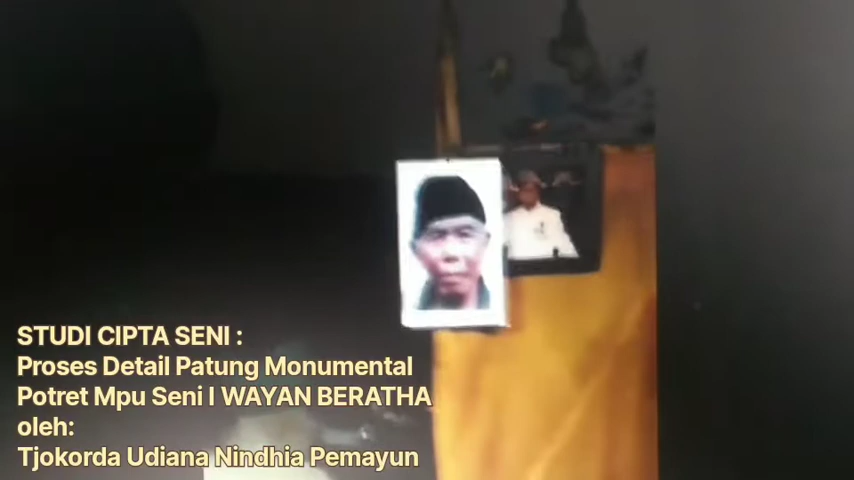 STUDI CIPTA SENI :
Proses Detail Patung Monumental
Potret Mpu Seni I WAYAN BERATHA
oleh:
Tjokorda Udiana Nindhia Pemayun